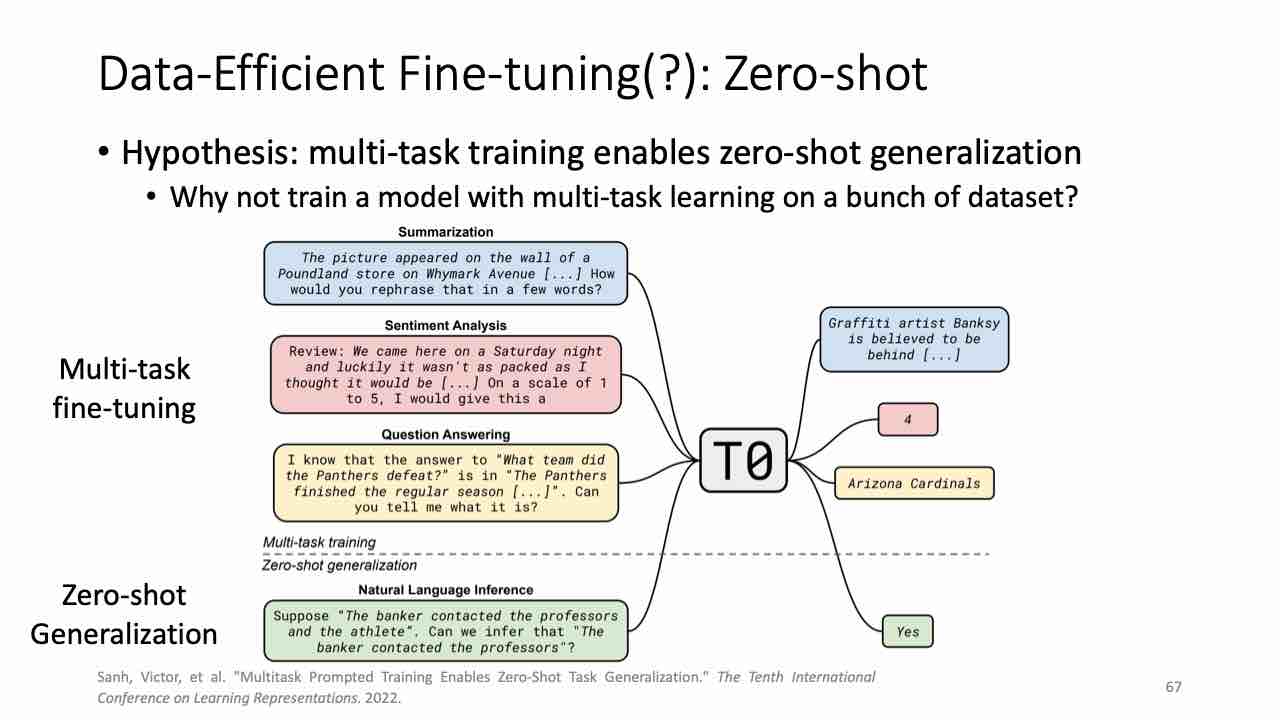 Data-Efficient Fine-tuning(?): Zero-shot
• Hypothesis: multi-task training enables zero-shot generalization
• Why not train a model with multi-task learning on a bunch of dataset?
Summarization
The picture appeared on the wall of a
Poundland store on Whymark Avenue [...] How
would you rephrase that in a few words?
Sentiment Analysis
Review: We came here on a Saturday night
and luckily it wasn't as packed as I
thought it would be [...] On a scale of 1
to 5, I would give this a
Question Answering
I know that the answer to "What team did
the Panthers defeat?" is in "The Panthers
finished the regular season [...]". Can
you tell me what it is?
Multi-task
fine-tuning
T0
Graffiti artist Banksy
is believed to be
behind [...]
4
Arizona Cardinals
Multi-task training
Zero-shot generalization
Zero-shot
Generalization
Natural Language Inference
Suppose "The banker contacted the professors
and the athlete". Can we infer that "The
banker contacted the professors"?
Yes
Sanh, Victor, et al. "Multitask Prompted Training Enables Zero-Shot Task Generalization." The Tenth International
Conference on Learning Representations. 2022.
67